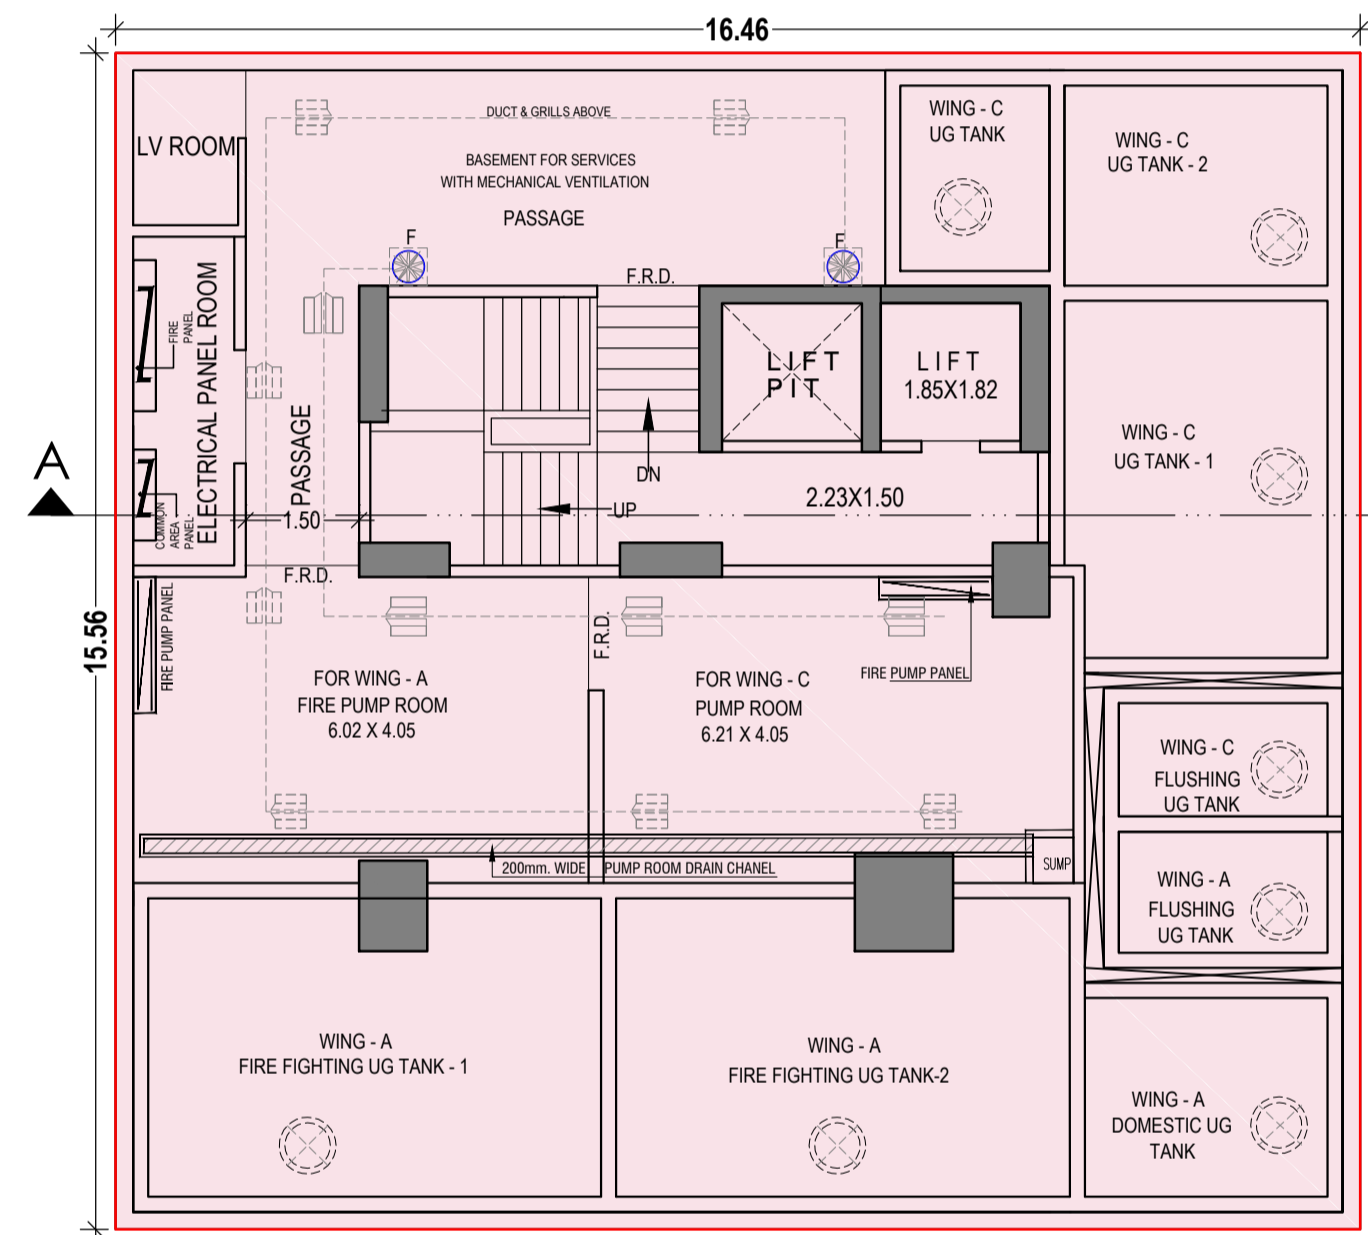 16.46
DUCT & GRILLS ABOVE
BASEMENT FOR SERVICES
WITH MECHANICAL VENTILATION
PASSAGE
LV ROOM
WING - C
UG TANK
WING - C
UG TANK - 2
F
F
F.R.D.
FIRE
PANEL
ELECTRICAL PANEL ROOM
LIFT
PIT
LIFT
1.85X1.82
PASSAGE
WING - C
UG TANK - 1
A
DN
UP
2.23X1.50
COMMON
AREA
PANEL
1.50
F.R.D.
FIRE PUMP PANEL
15.56
F.R.D.
FOR WING - A
FIRE PUMP ROOM
6.02 X 4.05
FOR WING - C
PUMP ROOM
6.21 X 4.05
FIRE PUMP PANEL
WING - C
FLUSHING
UG TANK
200mm. WIDE PUMP ROOM DRAIN CHANEL
SUMP
WING - A
FLUSHING
UG TANK
WING - A
FIRE FIGHTING UG TANK - 1
WING - A
FIRE FIGHTING UG TANK-2
WING - A
DOMESTIC UG
TANK